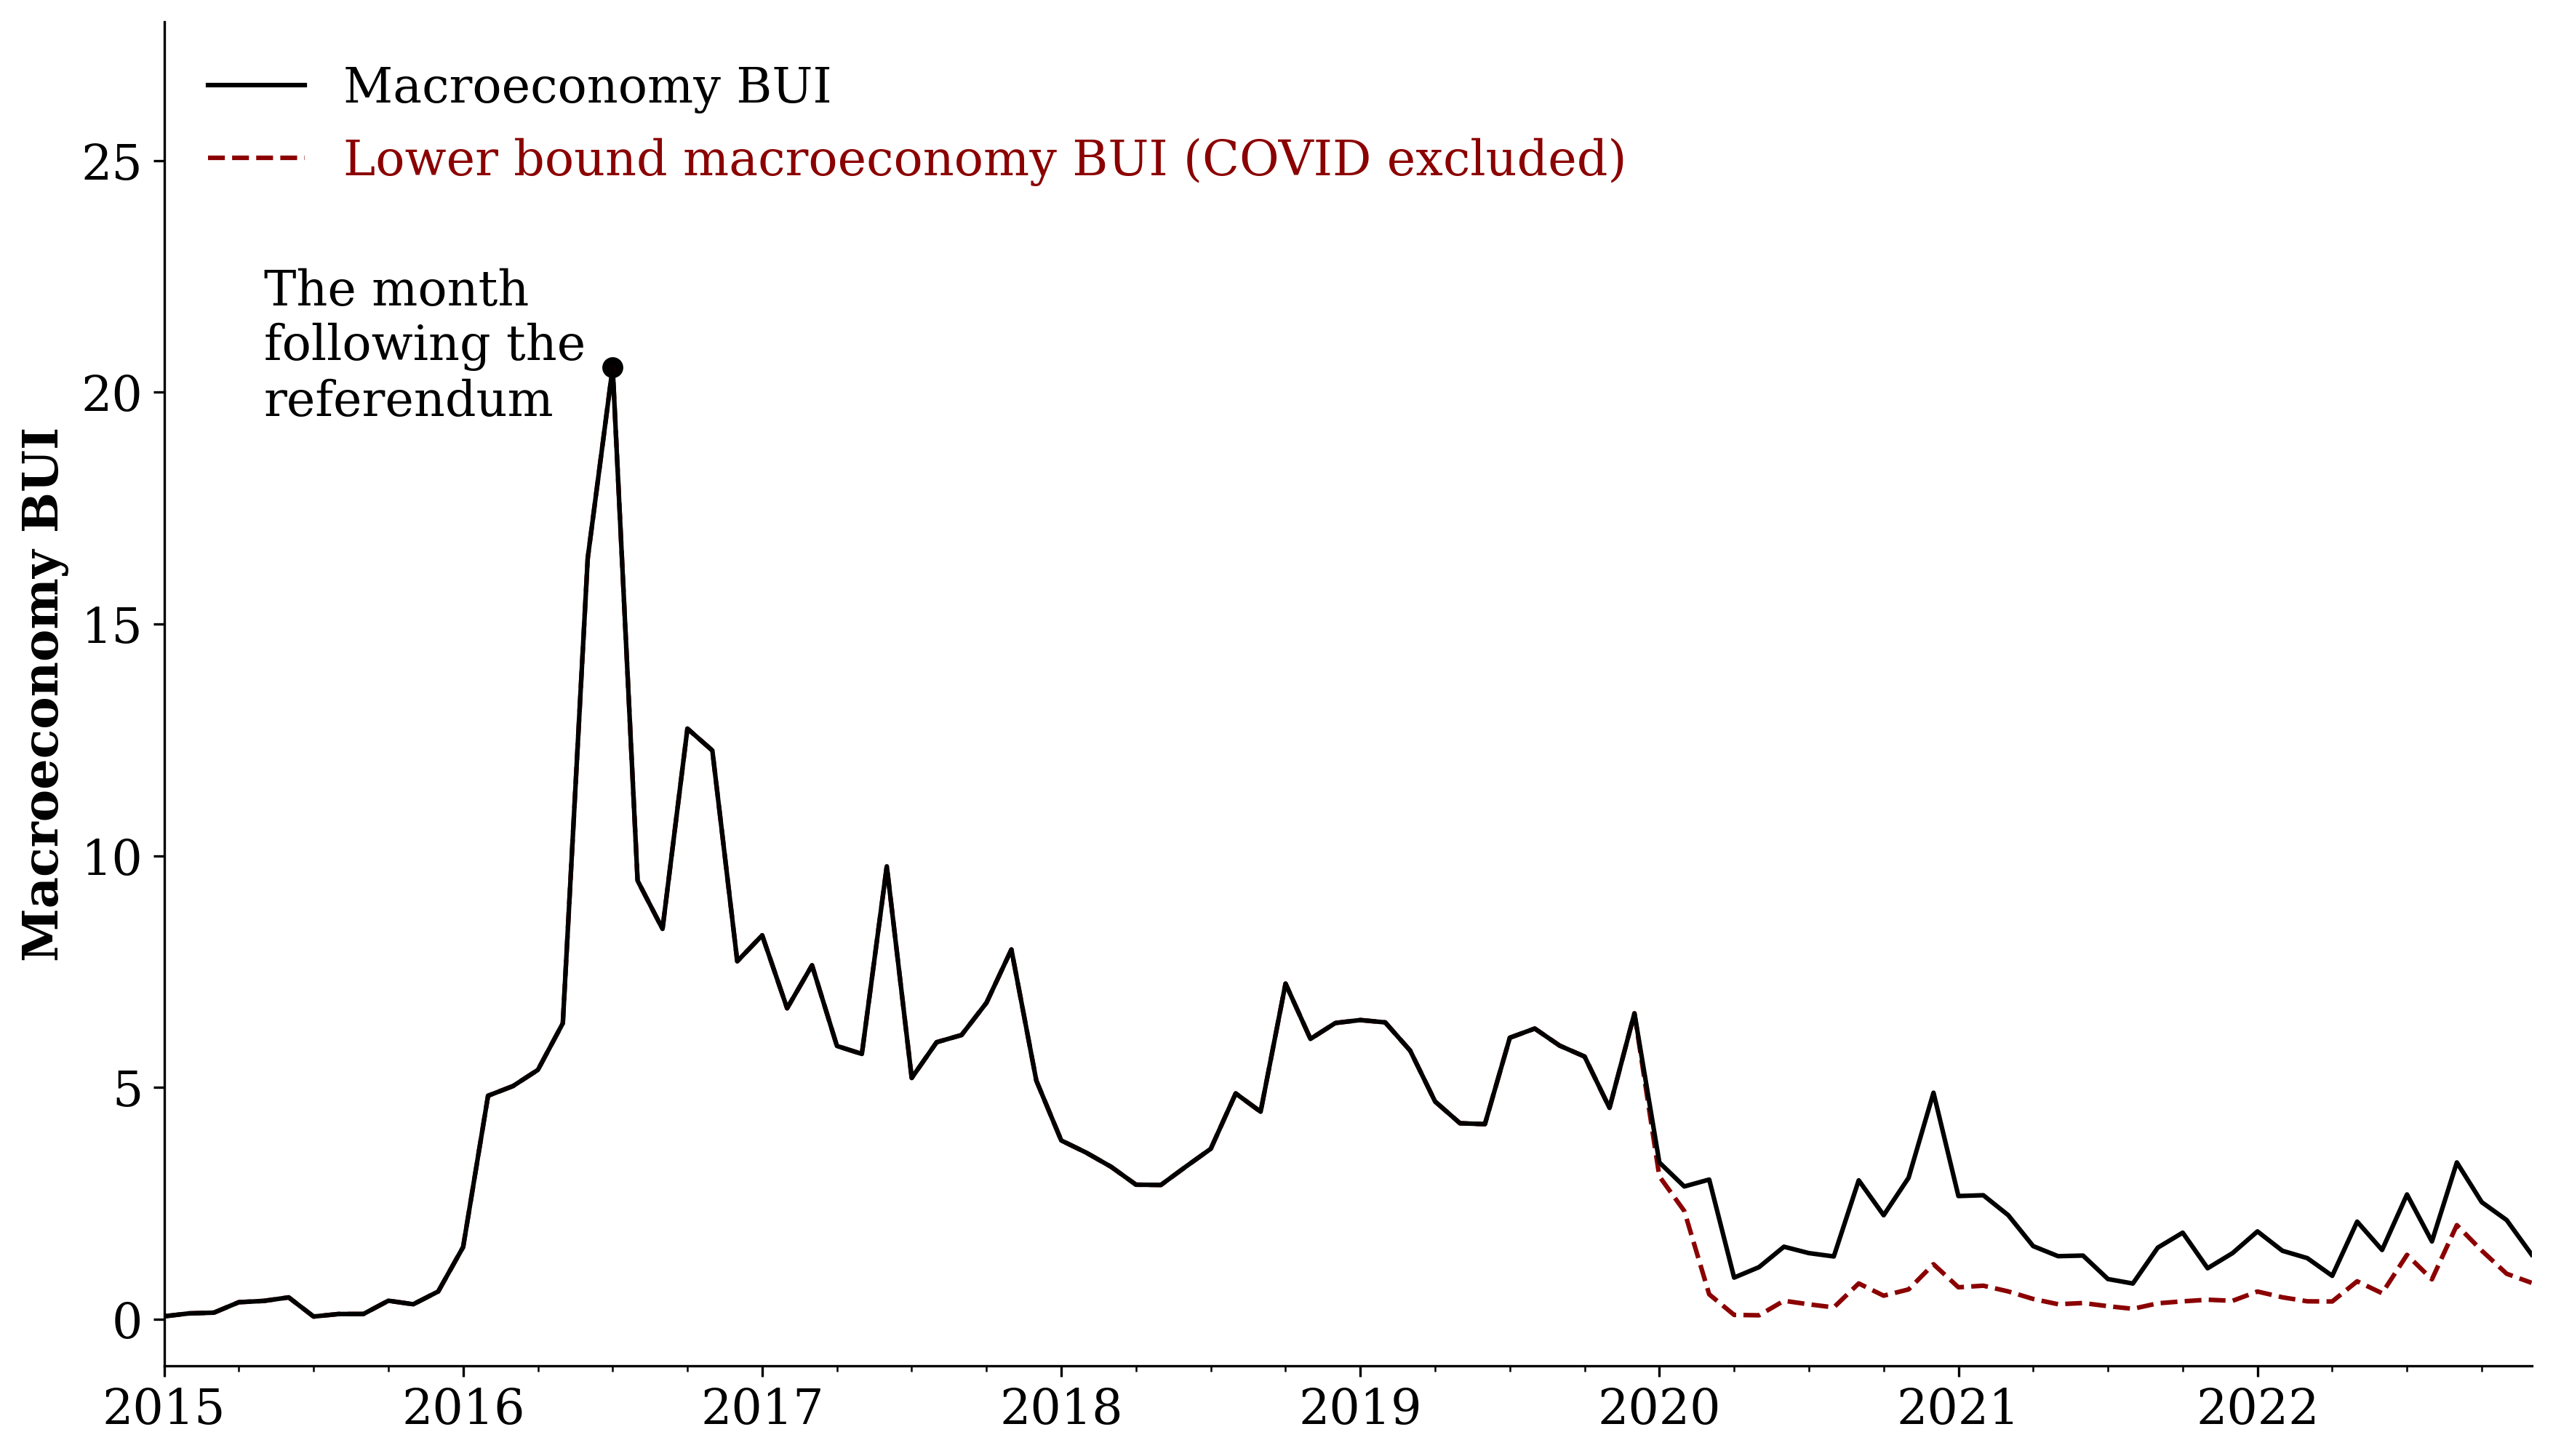 Macroeconomy BUI
Lower bound macroeconomy BUI (COVID excluded)
The month
following the
referendum
Macroeconomy BUI
25
20
15
10
5
0
2015 2016 2017 2018 2019 2020 2021 2022